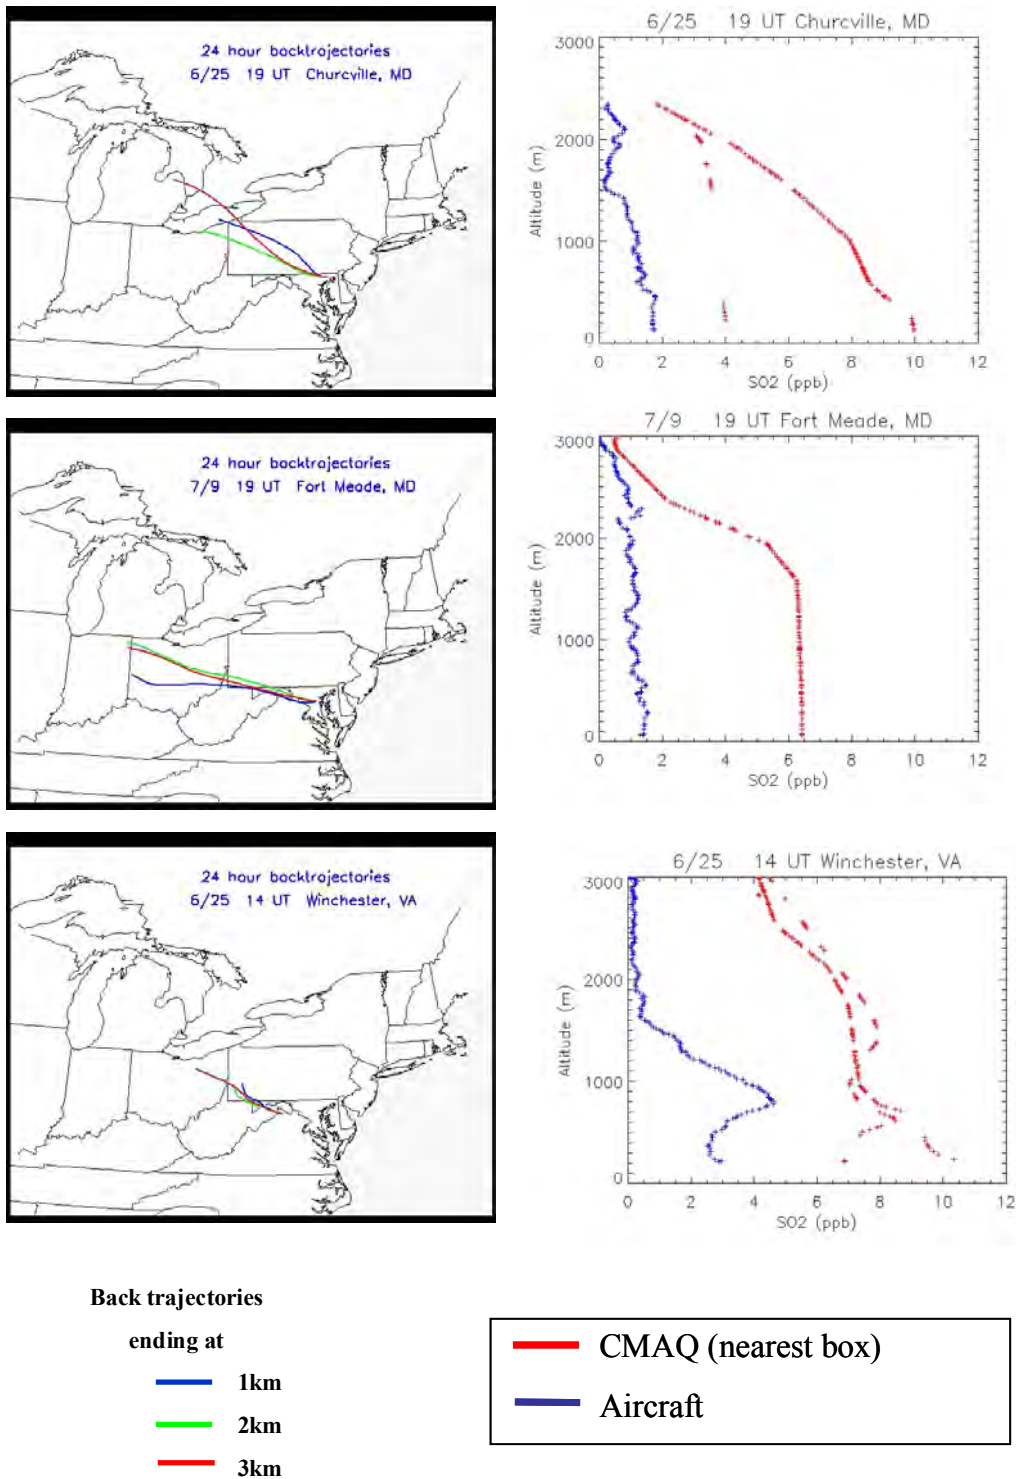 24 hour backtrajectories
6/25 19 UT Churcville, MD
6/25 19 UT Churcville, MD
3000
2000
1000
0
Altitude (m)
0 2 4 6 8 10 12
SO2 (ppb)
24 hour backtrajectories
7/9 19 UT Fort Meade, MD
7/9 19 UT Fort Meade, MD
3000
2000
1000
0
Altitude (m)
0 2 4 6 8 10 12
SO2 (ppb)
24 hour backtrajectories
6/25 14 UT Winchester, VA
6/25 14 UT Winchester, VA
3000
2000
1000
0
Altitude (m)
0 2 4 6 8 10 12
SO2 (ppb)
Back trajectories
ending at
1km
2km
3km
CMAQ (nearest box)
Aircraft